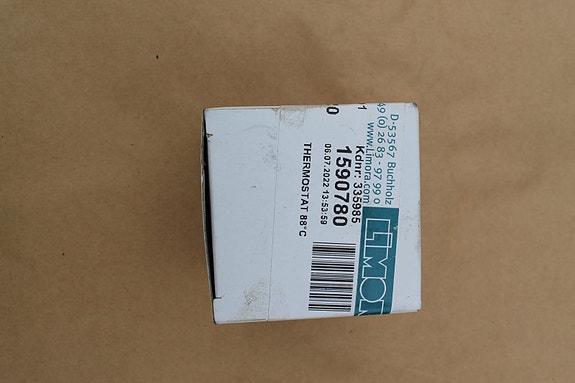 D-53567 Buchholz
49 (0) 26 83 - 97 99 0
www.Limora.com
LIMO
Kdnr: 335985
1590780
06.07.2022 13:53:59
THERMOSTAT 88°C